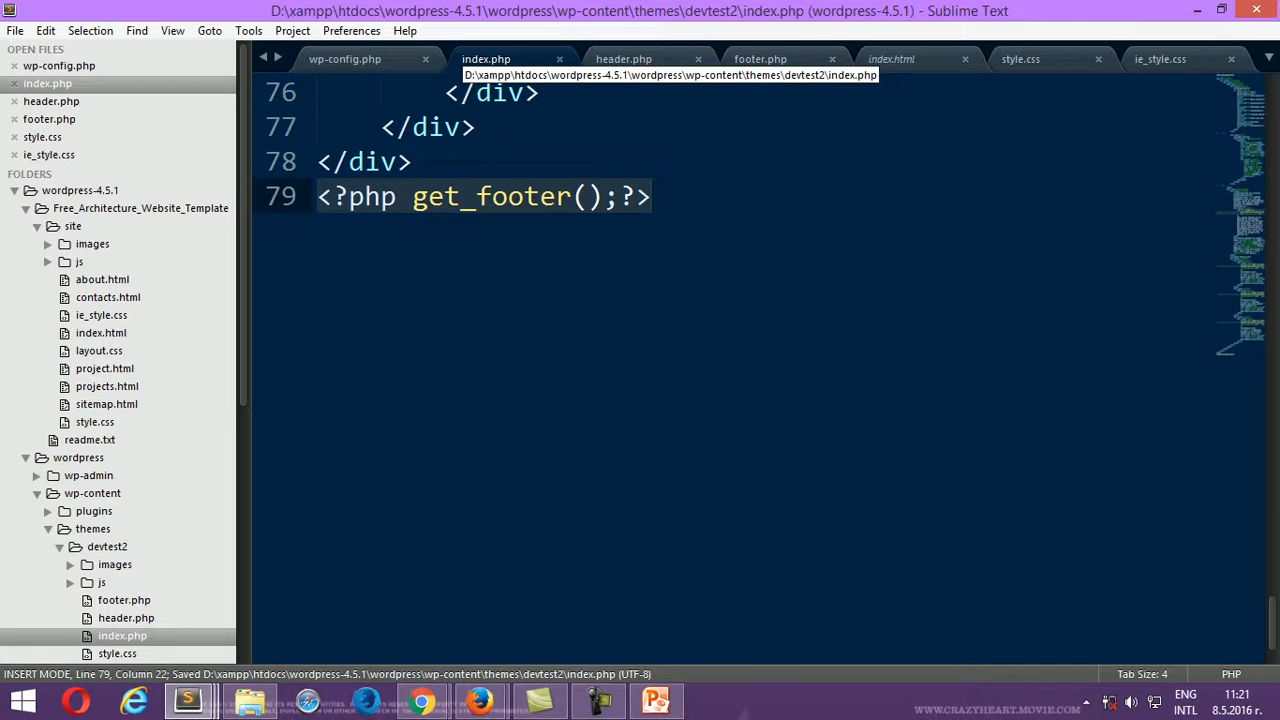 D:\xampp\htdocs\wordpress-4.5.1\wordpress\wp-content\themes\devtest2\index.php (wordpress-4.5.1) - Sublime Text
File Edit Selection Find View Goto Tools Project Preferences Help
OPEN FILES
wp-config.php
index.php
header.php
footer.php
style.css
ie_style.css
FOLDERS
wordpress-4.5.1
Free_Architecture_Website_Template
site
images
js
about.html
contacts.html
ie_style.css
index.html
layout.css
project.html
projects.html
sitemap.html
style.css
readme.txt
wordpress
wp-admin
wp-content
plugins
themes
devtest2
images
js
footer.php
header.php
index.php
style.css
wp-config.php index.php header.php footer.php index.html style.css ie_style.css
D:\xampp\htdocs\wordpress-4.5.1\wordpress\wp-content\themes\devtest2\index.php
76 </div>
77 </div>
78 </div>
79 <?php get_footer();?>
INSERT MODE, Line 79, Column 22; Saved D:\xampp\htdocs\wordpress-4.5.1\wordpress\wp-content\themes\devtest2\index.php (UTF-8) Tab Size: 4 PHP
ENG 11:21
INTL 8.5.2016 г.
WWW.CRAZYHEART.MOVIE.COM